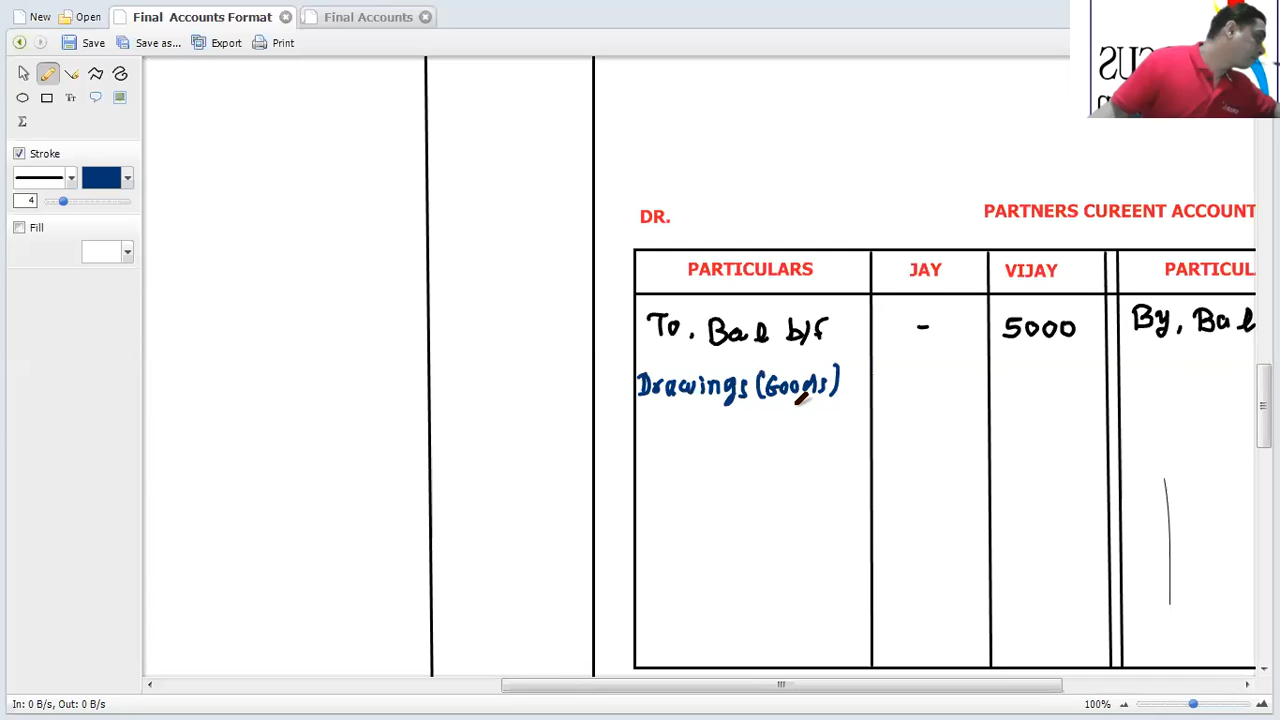 New Open Final Accounts Format Final Accounts
Save Save as... Export Print
Stroke
4
Fill
DR. PARTNERS CUREENT ACCOUNT
PARTICULARS JAY VIJAY PARTICUL
To. Bal b/f - 5000 By, Bal
Drawings (Goods)
In: 0 B/s, Out: 0 B/s 100%